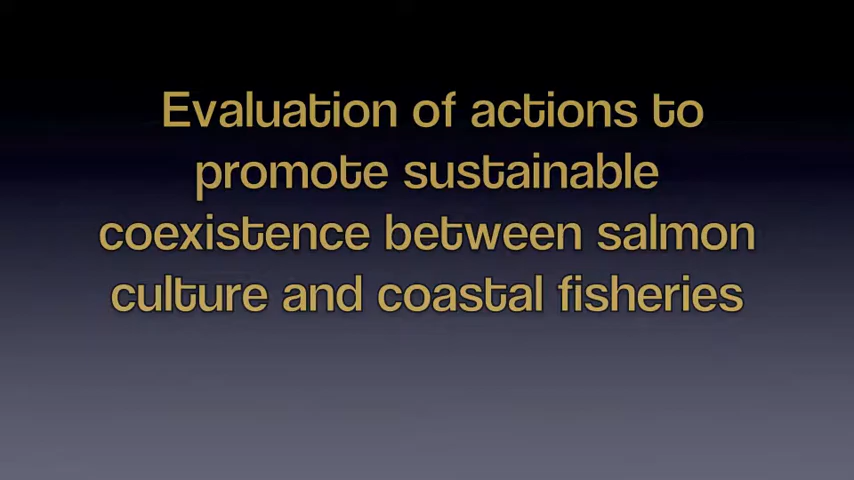 Evaluation of actions to
promote sustainable
coexistence between salmon
culture and coastal fisheries